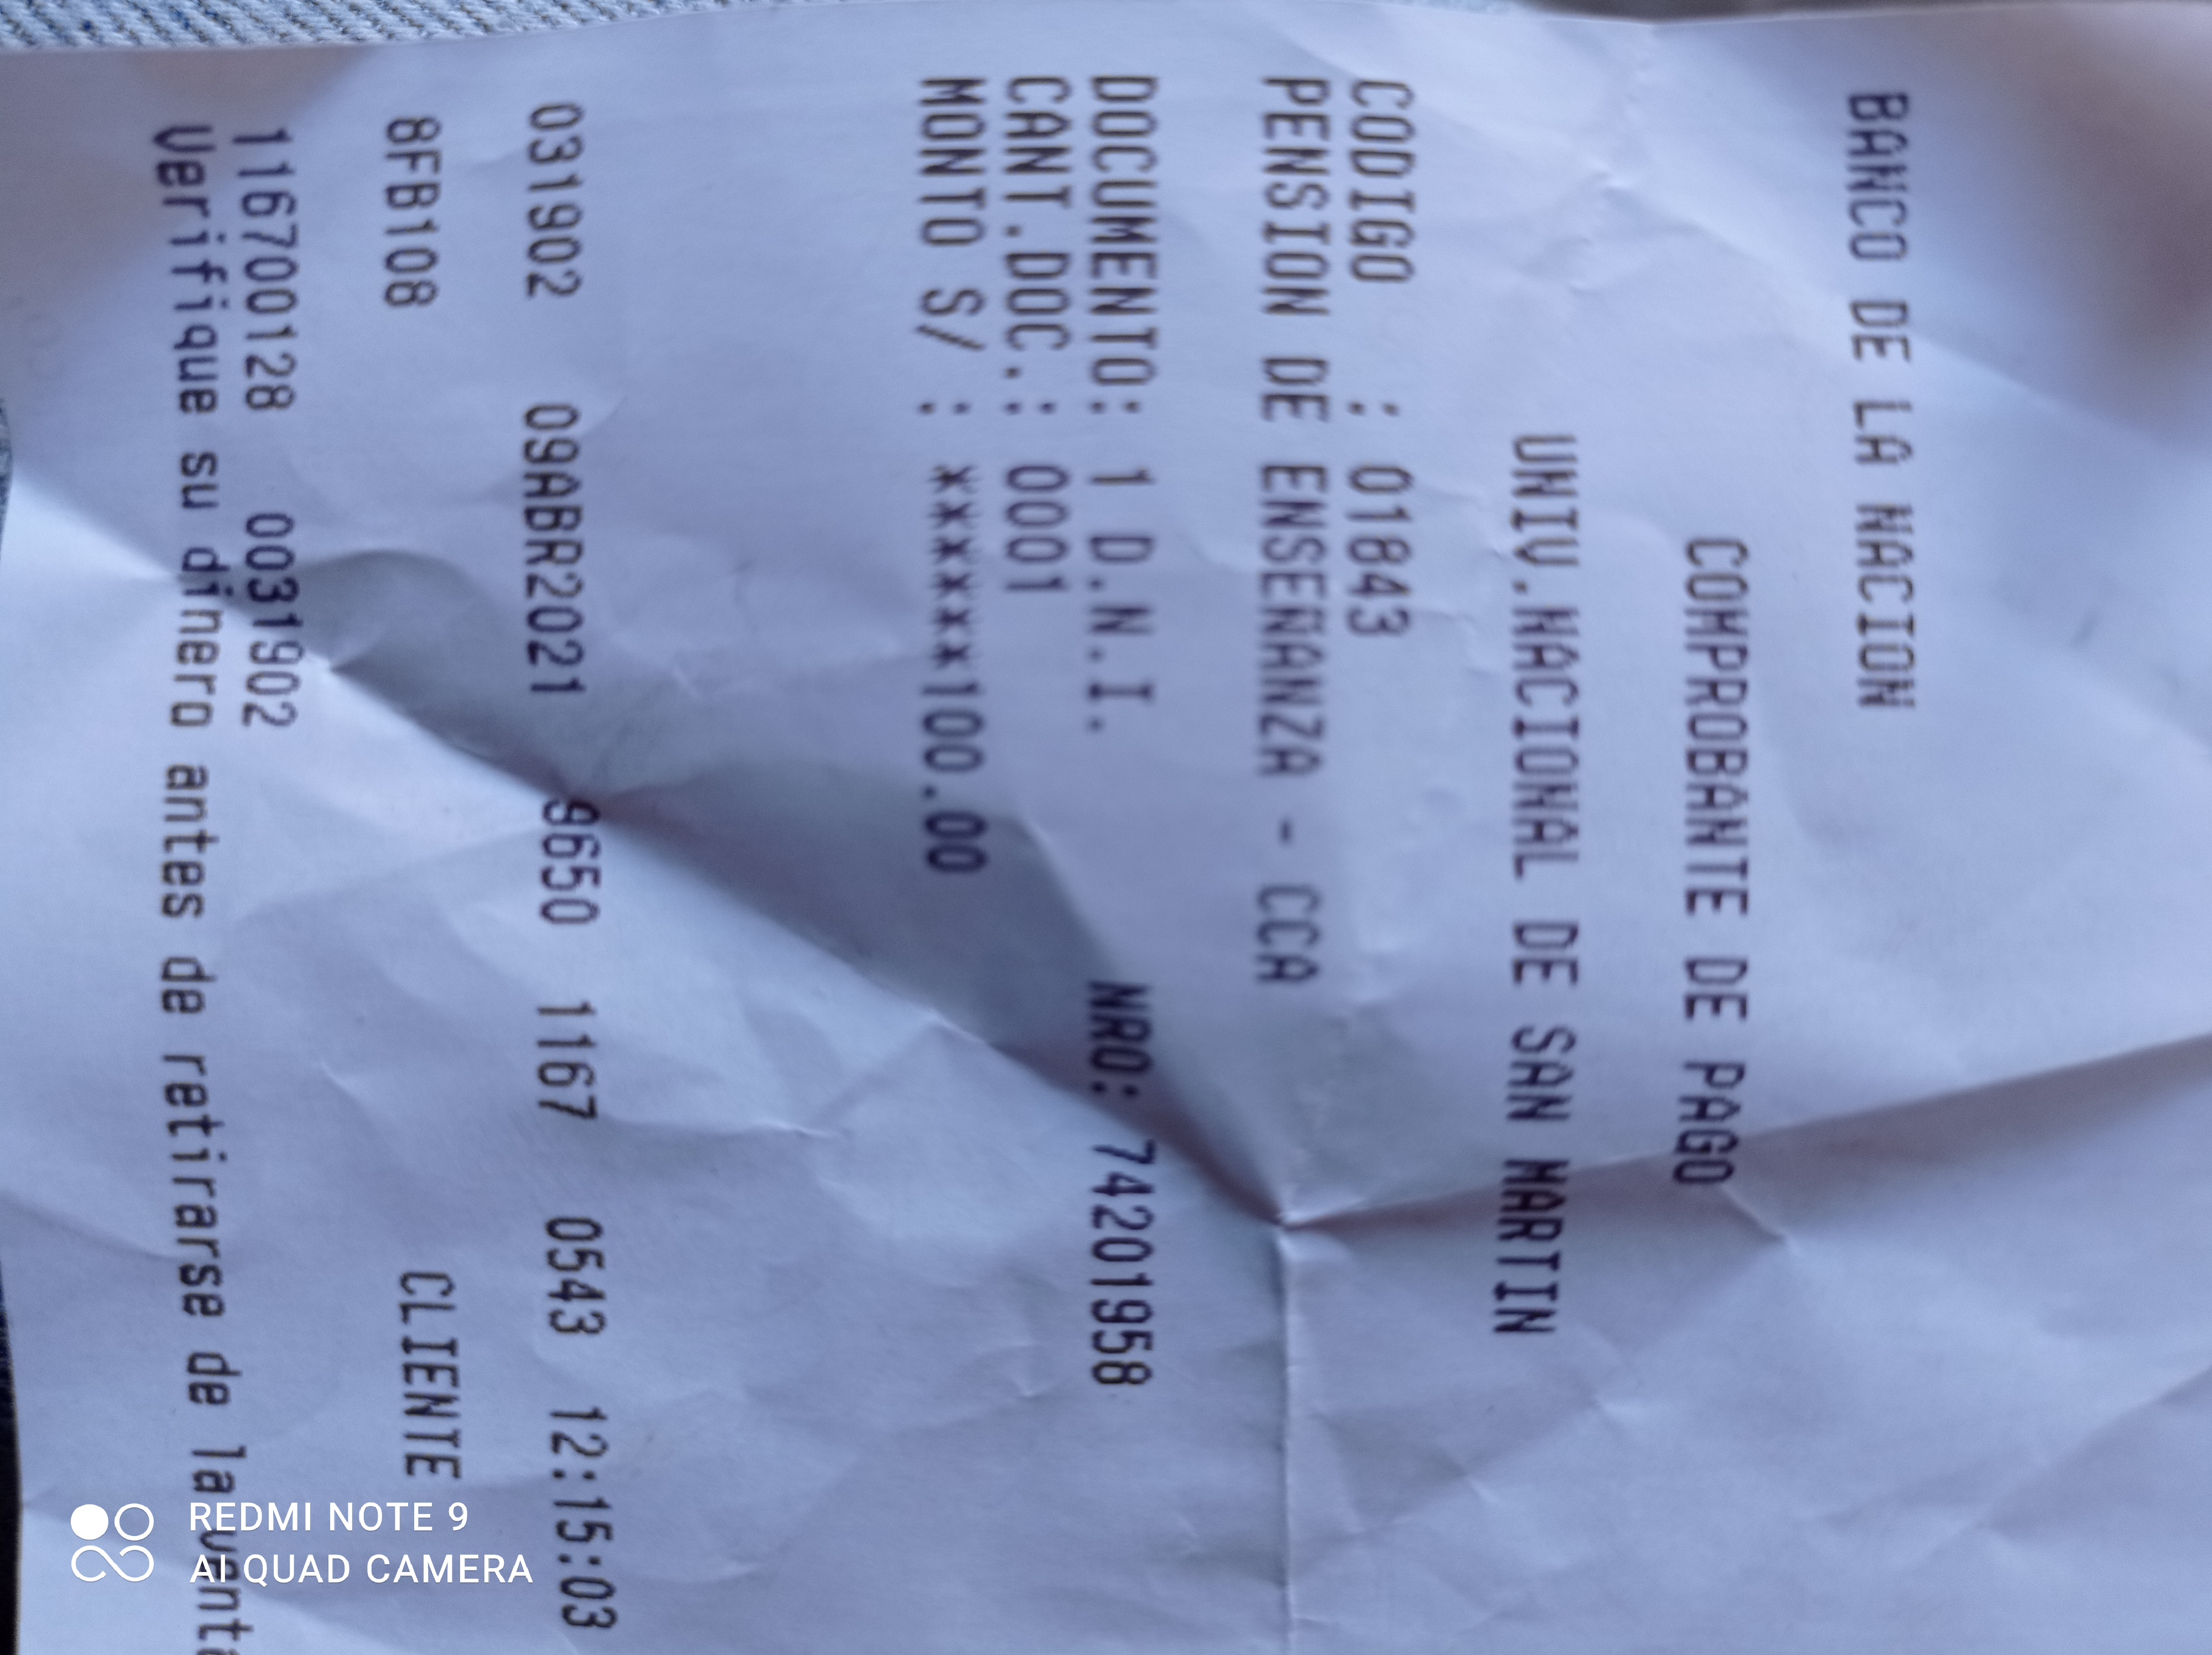 BANCO DE LA NACION
COMPROBANTE DE PAGO
UNIV.NACIONAL DE SAN MARTIN
CODIGO : 01843
PENSION DE ENSEÑANZA - CCA
DOCUMENTO: 1 D.N.I. NRO: 74201958
CANT.DOC.: 0001
MONTO S/ : *******100.00
031902 09ABR2021 9650 1167 0543 12:15:03
8FB108 CLIENTE
116700128 0031902
Verifique su dinero antes de retirarse de la
REDMI NOTE 9
AI QUAD CAMERA